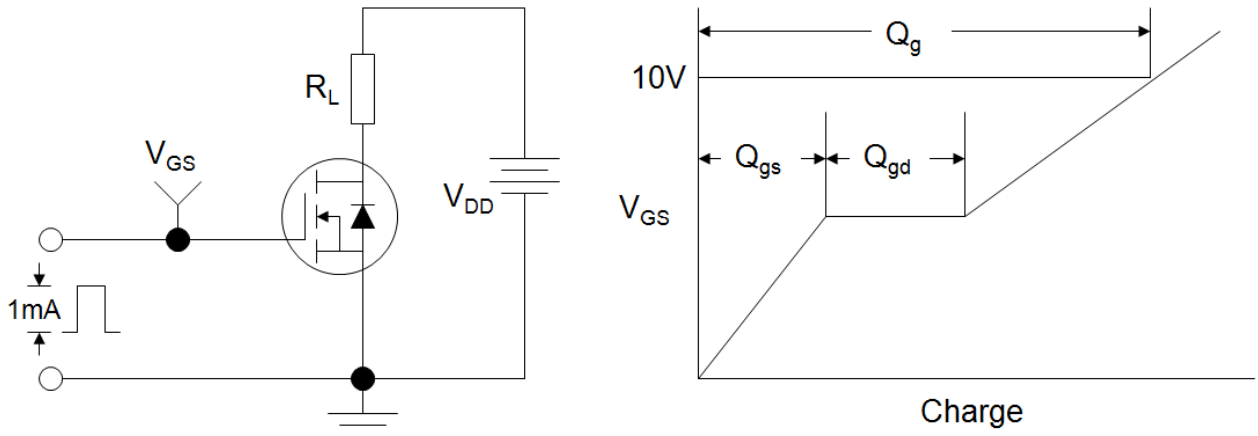 R_L
V_GS
V_DD
1mA
Q_g
10V
Q_gs
Q_gd
V_GS
Charge